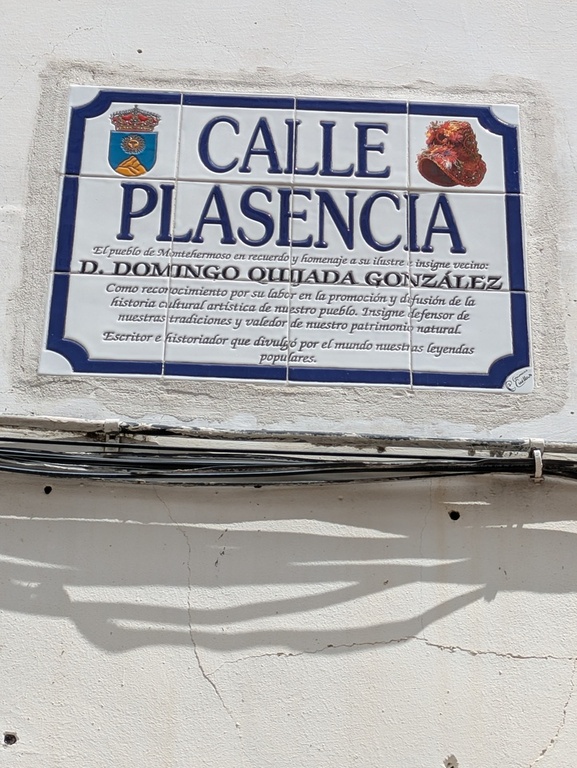 CALLE
PLASENCIA
El pueblo de Montehermoso en recuerdo y homenaje a su ilustre e insigne vecino:
D. DOMINGO QUIJADA GONZÁLEZ
Como reconocimiento por su labor en la promoción y difusión de la
historia cultural artística de nuestro pueblo. Insigne defensor de
nuestras tradiciones y valedor de nuestro patrimonio natural.
Escritor e historiador que divulgó por el mundo nuestras leyendas
populares.